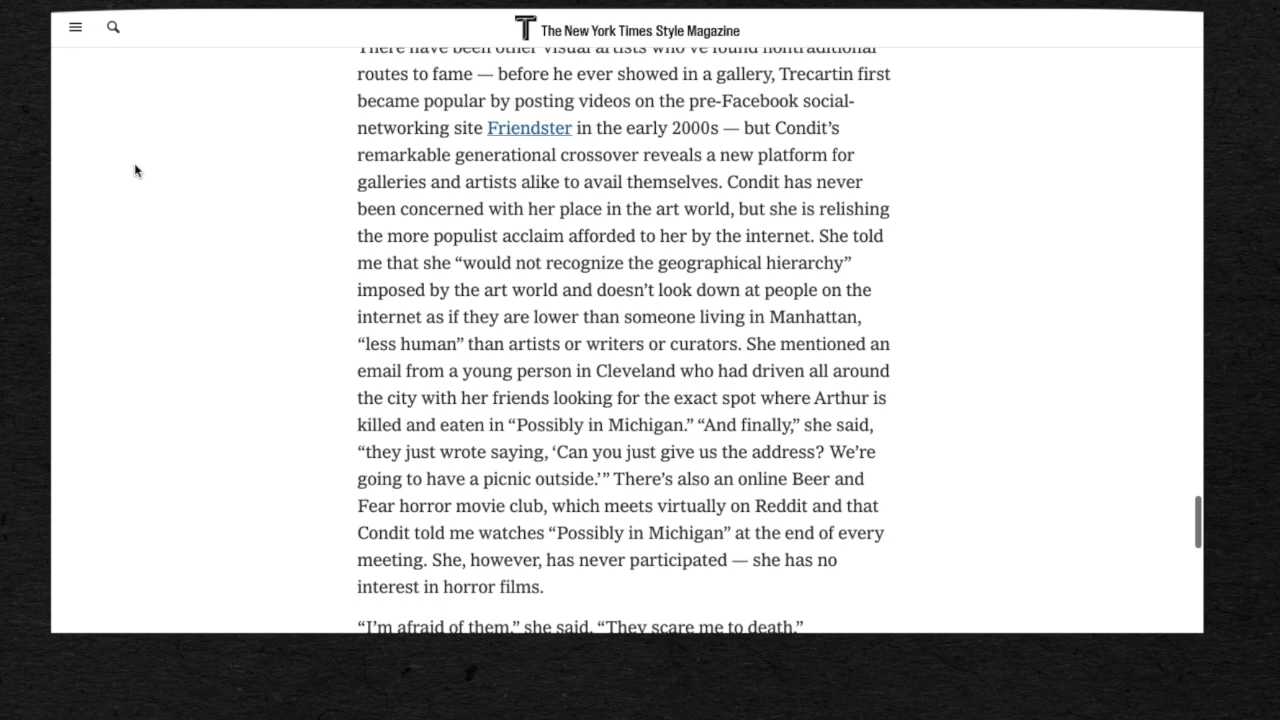 The New York Times Style Magazine
There have been other visual artists who’ve found nontraditional
routes to fame — before he ever showed in a gallery, Trecartin first
became popular by posting videos on the pre-Facebook social-
networking site Friendster in the early 2000s — but Condit’s
remarkable generational crossover reveals a new platform for
galleries and artists alike to avail themselves. Condit has never
been concerned with her place in the art world, but she is relishing
the more populist acclaim afforded to her by the internet. She told
me that she “would not recognize the geographical hierarchy”
imposed by the art world and doesn’t look down at people on the
internet as if they are lower than someone living in Manhattan,
“less human” than artists or writers or curators. She mentioned an
email from a young person in Cleveland who had driven all around
the city with her friends looking for the exact spot where Arthur is
killed and eaten in “Possibly in Michigan.” “And finally,” she said,
“they just wrote saying, ‘Can you just give us the address? We’re
going to have a picnic outside.’” There’s also an online Beer and
Fear horror movie club, which meets virtually on Reddit and that
Condit told me watches “Possibly in Michigan” at the end of every
meeting. She, however, has never participated — she has no
interest in horror films.
“I’m afraid of them,” she said. “They scare me to death.”